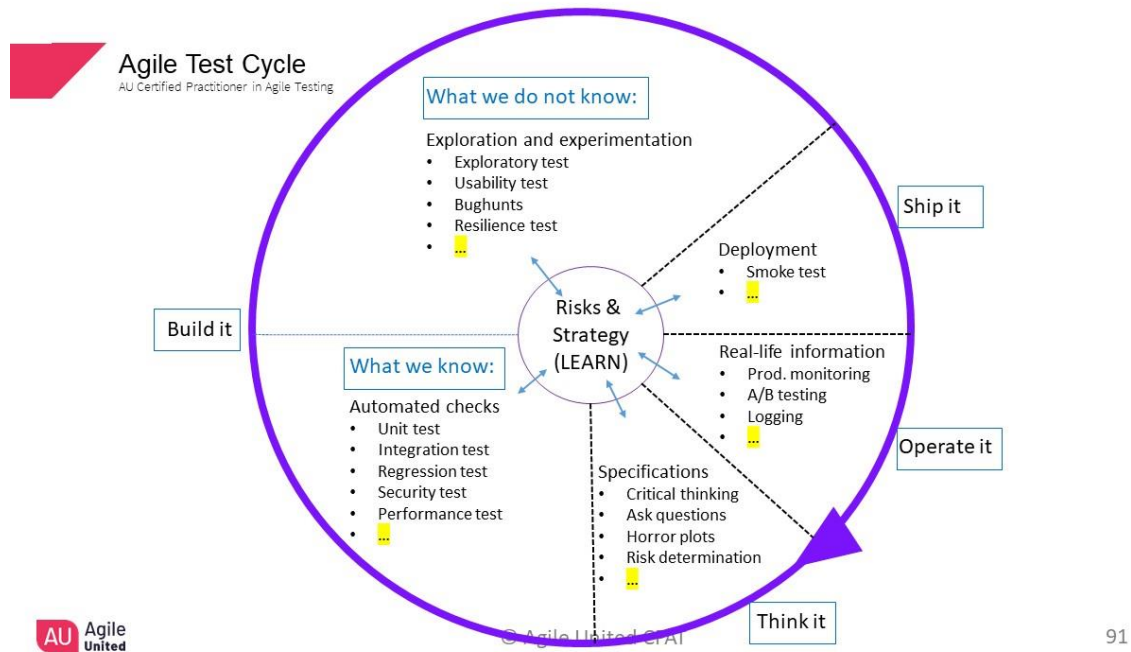 Agile Test Cycle
AU Certified Practitioner in Agile Testing
What we do not know:
Exploration and experimentation
• Exploratory test
• Usability test
• Bughunts
• Resilience test
• ...
Ship it
Deployment
• Smoke test
• ...
Risks &
Strategy
(LEARN)
Build it
What we know:
Automated checks
• Unit test
• Integration test
• Regression test
• Security test
• Performance test
• ...
Real-life information
• Prod. monitoring
• A/B testing
• Logging
• ...
Operate it
Specifications
• Critical thinking
• Ask questions
• Horror plots
• Risk determination
• ...
Think it
AU Agile
United
© Agile United CPAT
91